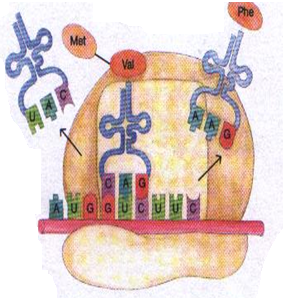 Phe
Met
Val
U A C
A A G
C A G
A U G G U C U U C